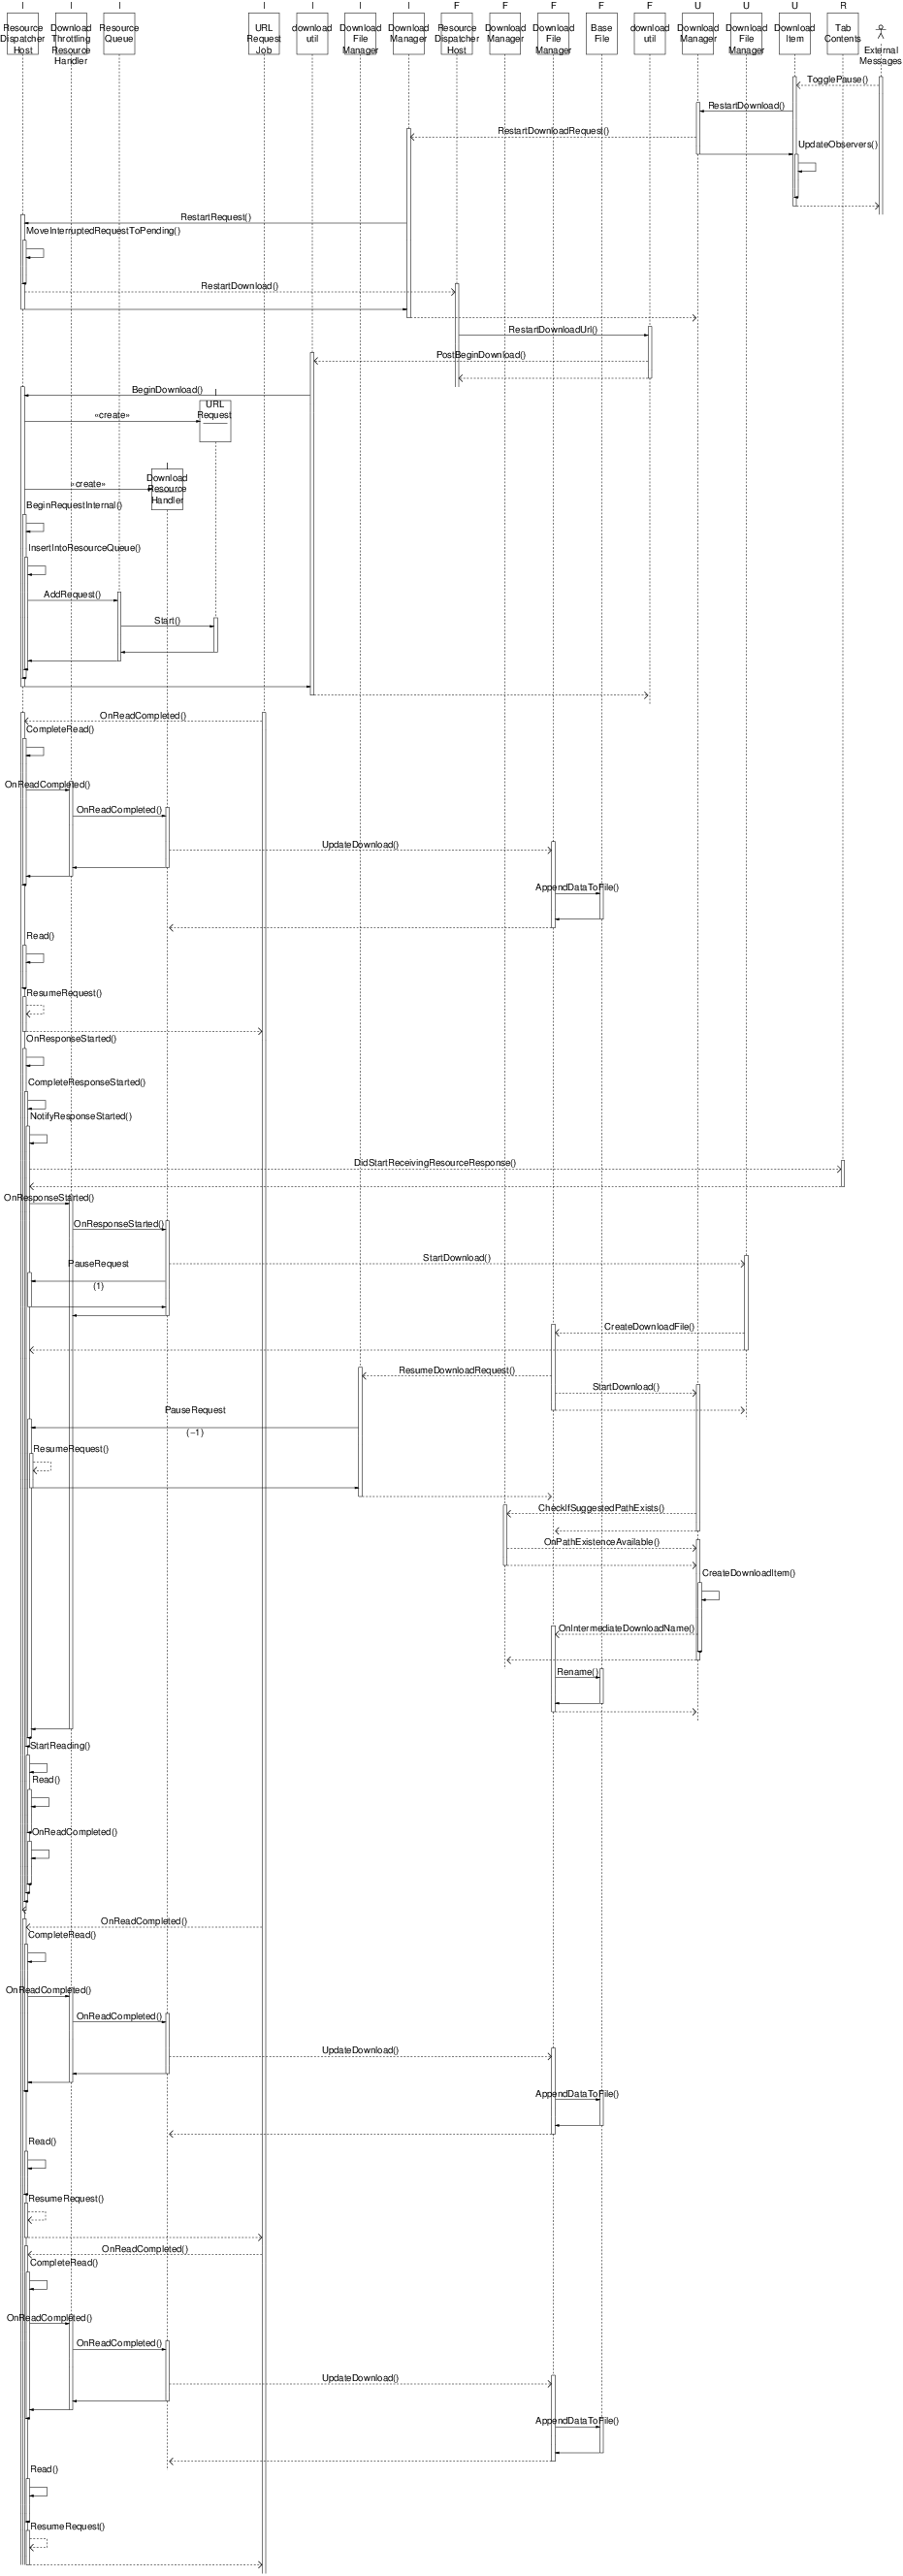 I I I I I I I F F F F F U U U R
Resource Dispatcher Host
Download Throttling Resource Handler
Resource Queue
URL Request Job
download util
Download File Manager
Download Manager
Resource Dispatcher Host
Download Manager
Download File Manager
Base File
download util
Download Manager
Download File Manager
Download Item
Tab Contents
External Messages
TogglePause()
RestartDownload()
RestartDownloadRequest()
UpdateObservers()
RestartRequest()
MoveInterruptedRequestToPending()
RestartDownload()
RestartDownloadUrl()
PostBeginDownload()
BeginDownload()
I
URL
Request
«create»
I
Download
Resource
Handler
«create»
BeginRequestInternal()
InsertIntoResourceQueue()
AddRequest()
Start()
OnReadCompleted()
CompleteRead()
OnReadCompleted()
OnReadCompleted()
UpdateDownload()
AppendDataToFile()
Read()
ResumeRequest()
OnResponseStarted()
CompleteResponseStarted()
NotifyResponseStarted()
DidStartReceivingResourceResponse()
OnResponseStarted()
OnResponseStarted()
StartDownload()
PauseRequest
(1)
CreateDownloadFile()
ResumeDownloadRequest()
StartDownload()
PauseRequest
(−1)
ResumeRequest()
CheckIfSuggestedPathExists()
OnPathExistenceAvailable()
CreateDownloadItem()
OnIntermediateDownloadName()
Rename()
StartReading()
Read()
OnReadCompleted()
OnReadCompleted()
CompleteRead()
OnReadCompleted()
OnReadCompleted()
UpdateDownload()
AppendDataToFile()
Read()
ResumeRequest()
OnReadCompleted()
CompleteRead()
OnReadCompleted()
OnReadCompleted()
UpdateDownload()
AppendDataToFile()
Read()
ResumeRequest()